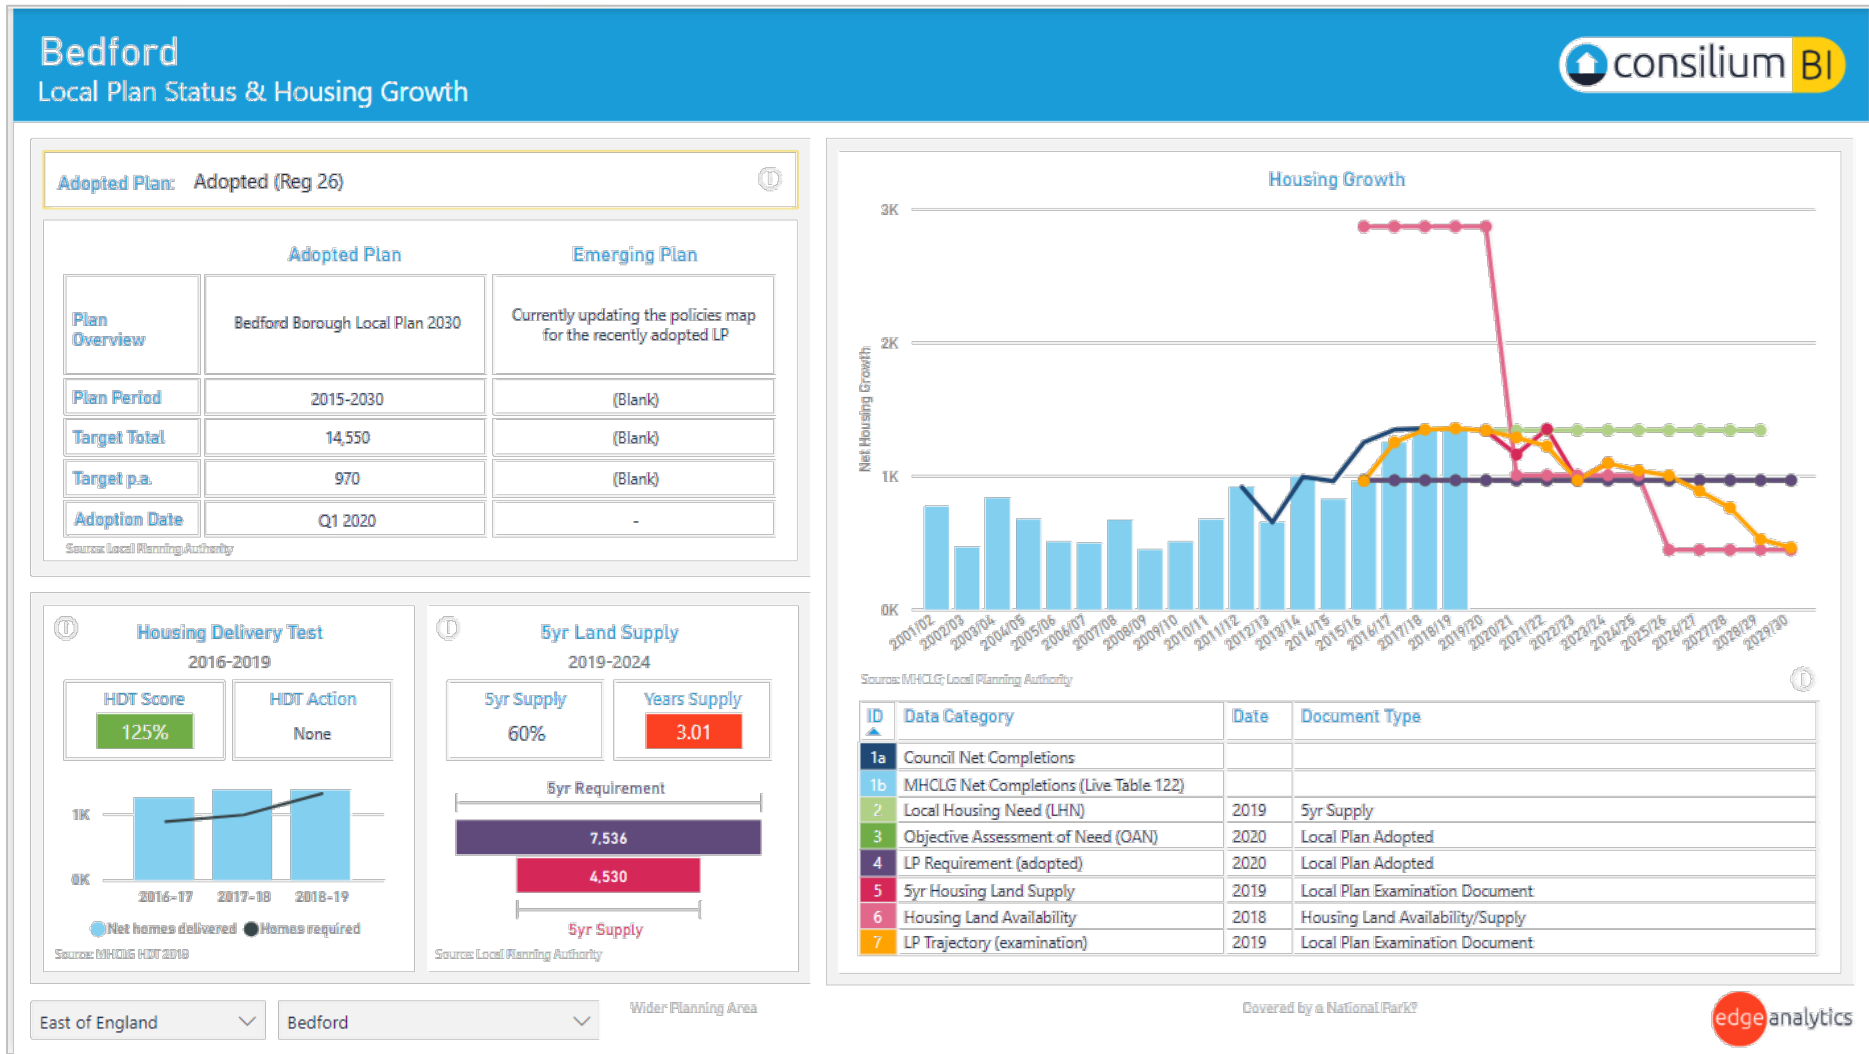 Bedford
Local Plan Status & Housing Growth
consilium BI
Adopted Plan: Adopted (Reg 26)
Adopted Plan Emerging Plan
Plan Overview Bedford Borough Local Plan 2030 Currently updating the policies map for the recently adopted LP
Plan Period 2015-2030 (Blank)
Target Total 14,550 (Blank)
Target p.a. 970 (Blank)
Adoption Date Q1 2020 -
Source: Local Planning Authority
Housing Delivery Test
2016-2019
HDT Score HDT Action
125% None
1K
0K
2016-17 2017-18 2018-19
Net homes delivered Homes required
Source: MHCLG HDT 2019
5yr Land Supply
2019-2024
5yr Supply Years Supply
60% 3.01
5yr Requirement
7,536
4,530
5yr Supply
Source: Local Planning Authority
Housing Growth
Net Housing Growth
3K
2K
1K
0K
2001/02 2002/03 2003/04 2004/05 2005/06 2006/07 2007/08 2008/09 2009/10 2010/11 2011/12 2012/13 2013/14 2014/15 2015/16 2016/17 2017/18 2018/19 2019/20 2020/21 2021/22 2022/23 2023/24 2024/25 2025/26 2026/27 2027/28 2028/29 2029/30
Source: MHCLG; Local Planning Authority
ID Data Category Date Document Type
1a Council Net Completions
1b MHCLG Net Completions (Live Table 122)
2 Local Housing Need (LHN) 2019 5yr Supply
3 Objective Assessment of Need (OAN) 2020 Local Plan Adopted
4 LP Requirement (adopted) 2020 Local Plan Adopted
5 5yr Housing Land Supply 2019 Local Plan Examination Document
6 Housing Land Availability 2018 Housing Land Availability/Supply
7 LP Trajectory (examination) 2019 Local Plan Examination Document
East of England Bedford
Wider Planning Area
Covered by a National Park?
edgeanalytics